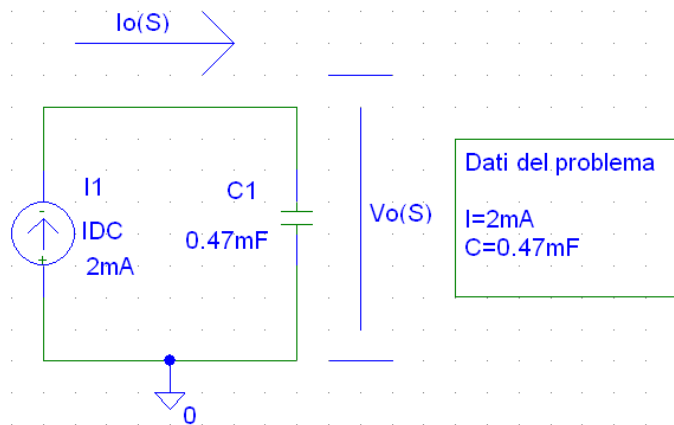 Io(S)
I1
IDC
2mA
C1
0.47mF
Vo(S)
Dati del problema
I=2mA
C=0.47mF
0